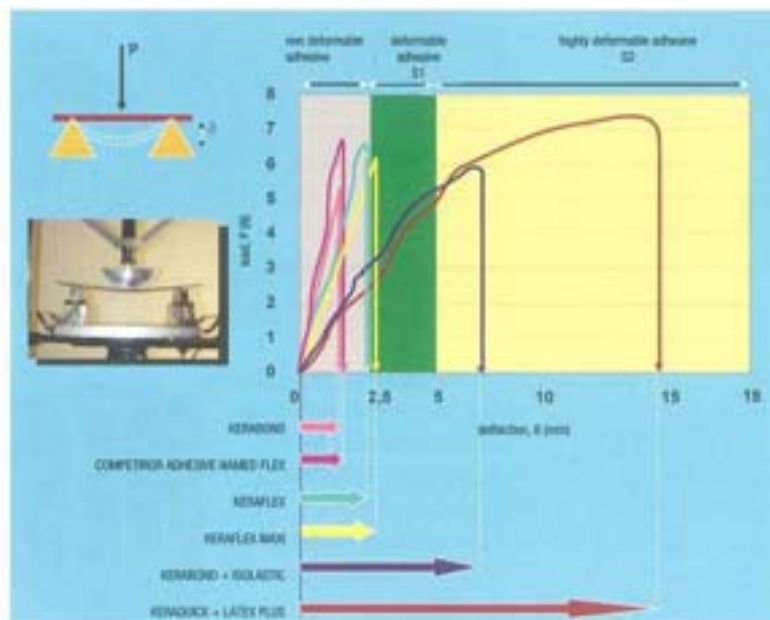 non deformable
adhesive
deformable
adhesive
S1
highly deformable adhesive
S2
P
load, P (N)
8
7
6
5
4
3
2
1
0
0
2,5
5
10
15
18
deflection, δ (mm)
KERABOND
COMPETITOR ADHESIVE NAMED FLEX
KERAFLEX
KERAFLEX MAXI
KERABOND + ISOLASTIC
KERAQUICK + LATEX PLUS